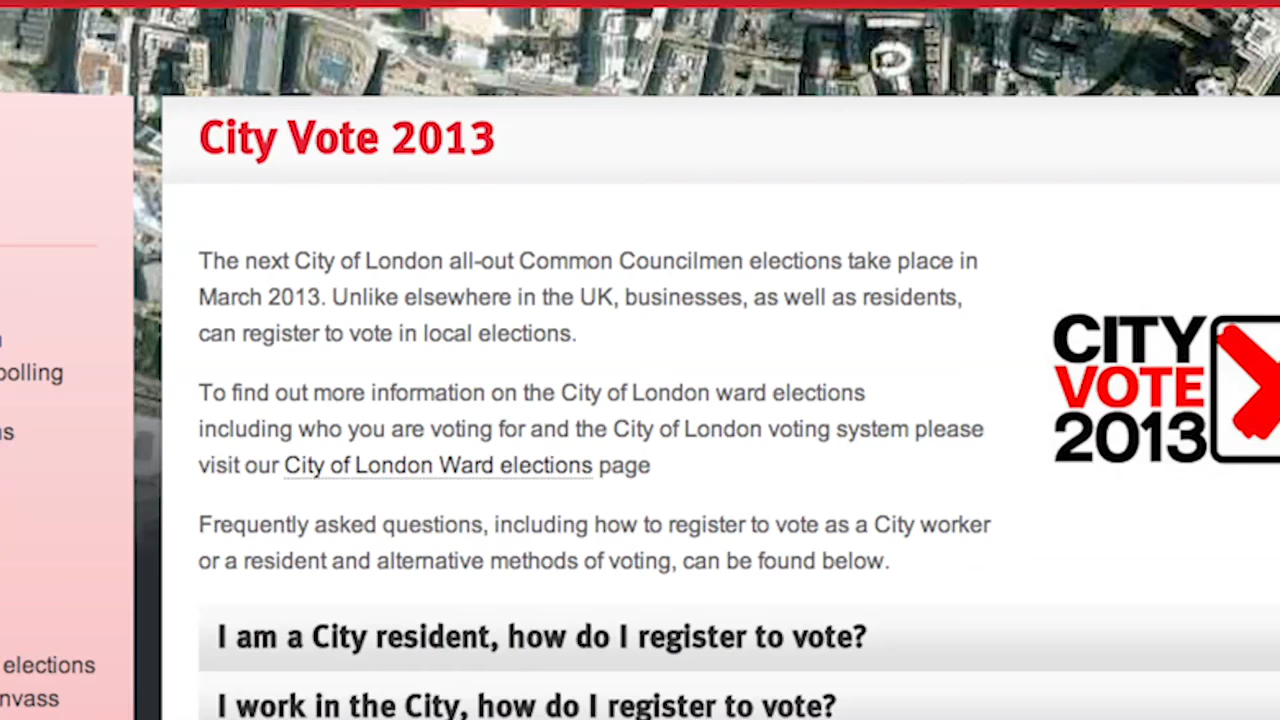 City Vote 2013
The next City of London all-out Common Councilmen elections take place in
March 2013. Unlike elsewhere in the UK, businesses, as well as residents,
can register to vote in local elections.
To find out more information on the City of London ward elections
including who you are voting for and the City of London voting system please
visit our City of London Ward elections page
Frequently asked questions, including how to register to vote as a City worker
or a resident and alternative methods of voting, can be found below.
I am a City resident, how do I register to vote?
I work in the City, how do I register to vote?
CITY
VOTE
2013
polling
elections